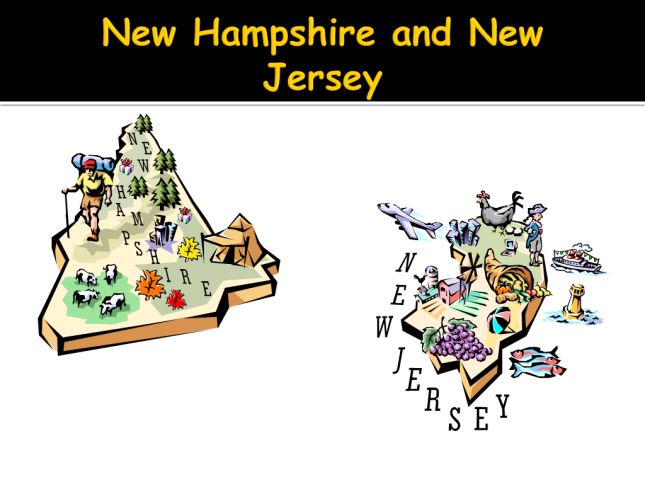 New Hampshire and New
Jersey
NEW
HAMPSHIRE
NEW
JERSEY